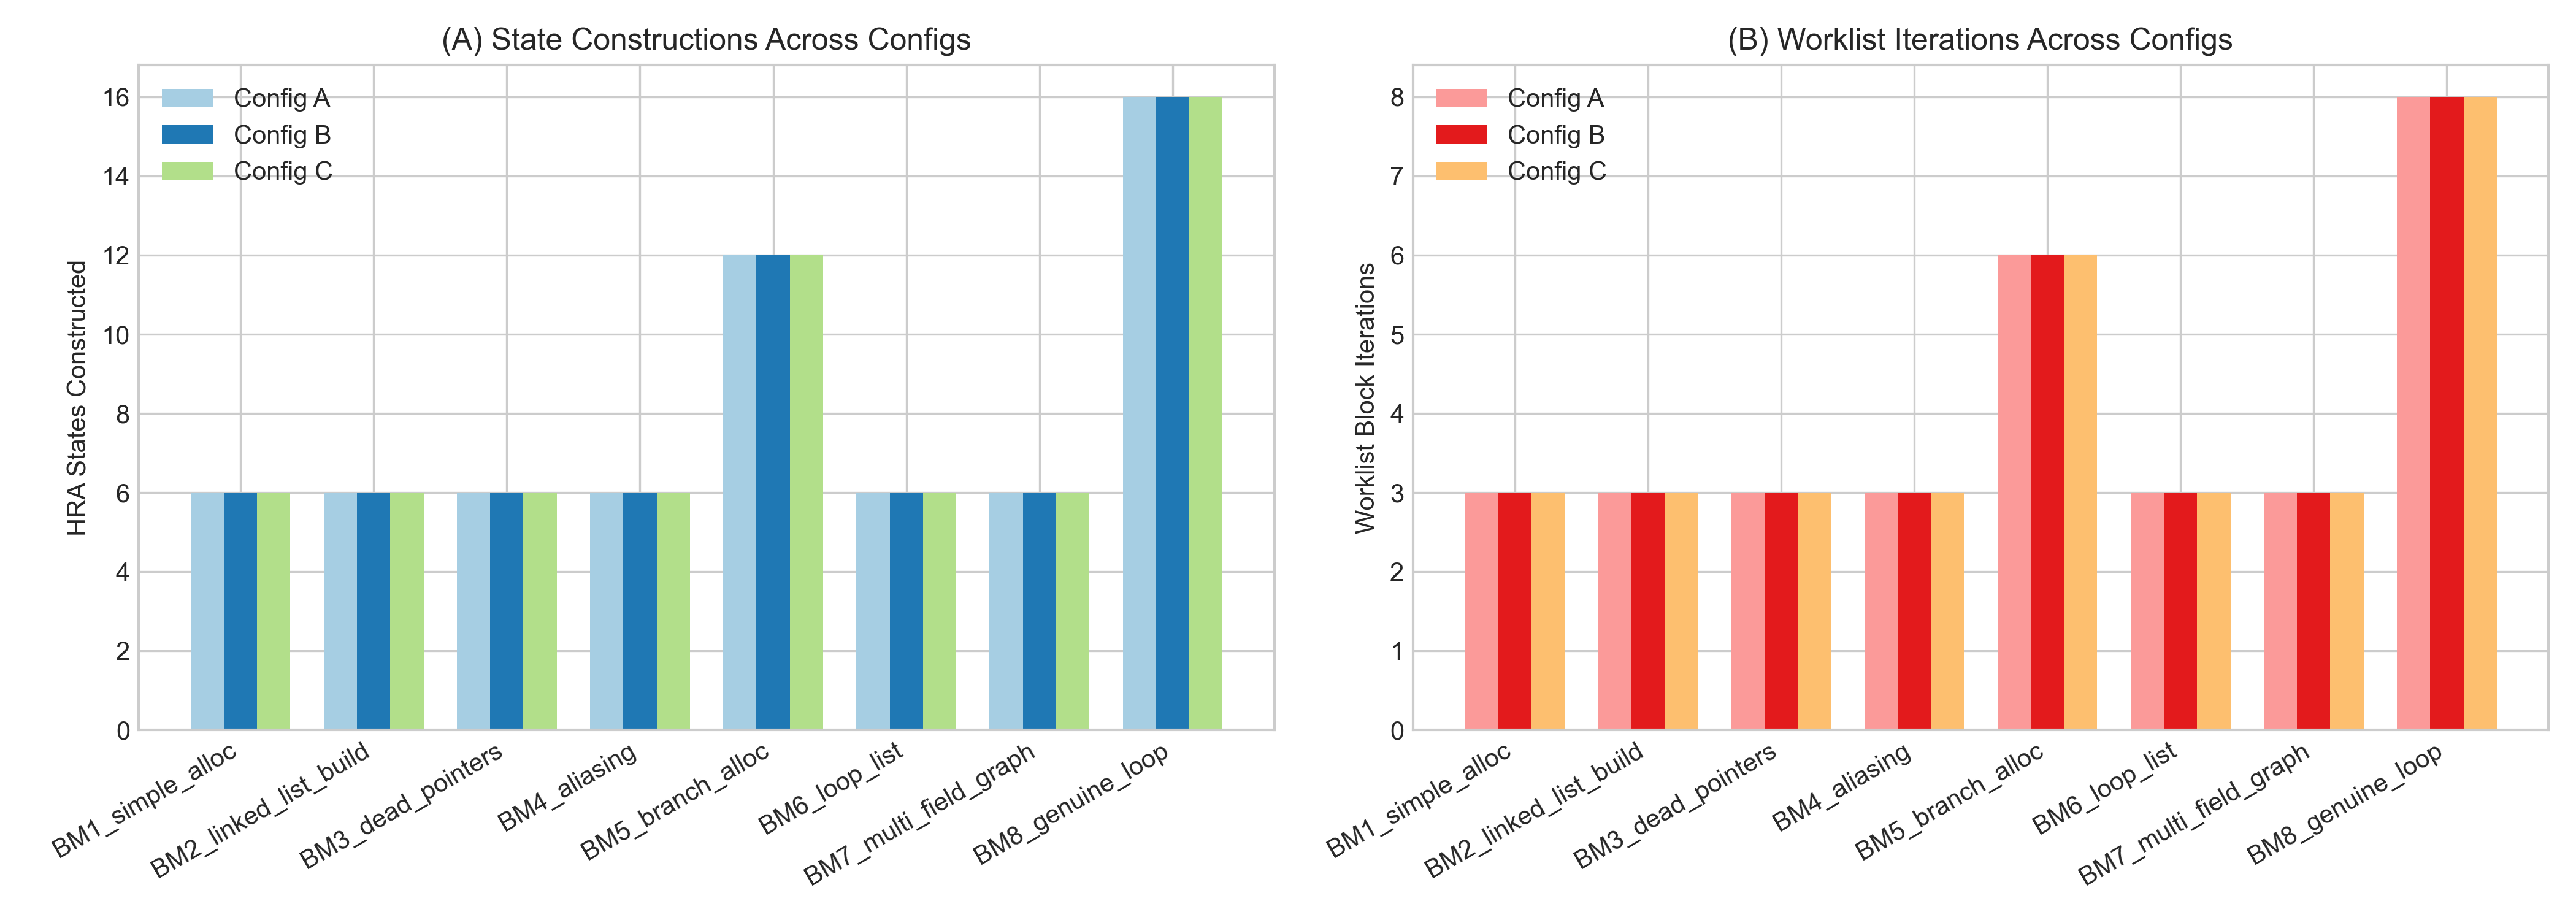 (A) State Constructions Across Configs
HRA States Constructed
16
14
12
10
8
6
4
2
0
Config A
Config B
Config C
BM1_simple_alloc
BM2_linked_list_build
BM3_dead_pointers
BM4_aliasing
BM5_branch_alloc
BM6_loop_list
BM7_multi_field_graph
BM8_genuine_loop
(B) Worklist Iterations Across Configs
Worklist Block Iterations
8
7
6
5
4
3
2
1
0
Config A
Config B
Config C
BM1_simple_alloc
BM2_linked_list_build
BM3_dead_pointers
BM4_aliasing
BM5_branch_alloc
BM6_loop_list
BM7_multi_field_graph
BM8_genuine_loop